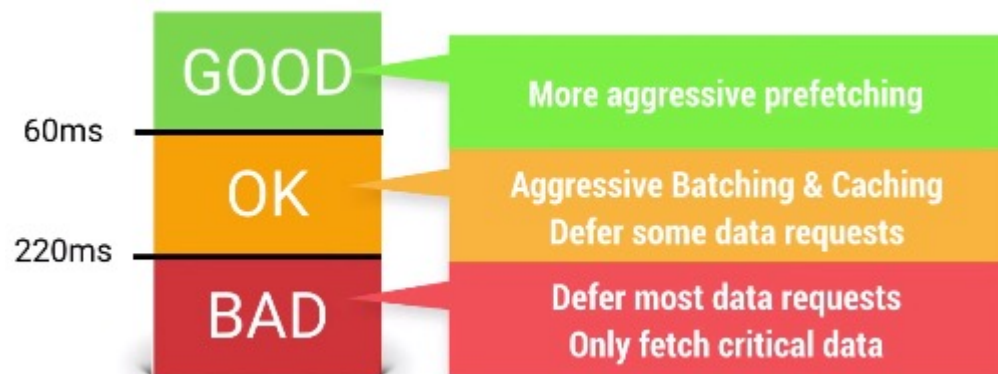 GOOD
More aggressive prefetching
60ms
OK
Aggressive Batching & Caching
Defer some data requests
220ms
BAD
Defer most data requests
Only fetch critical data